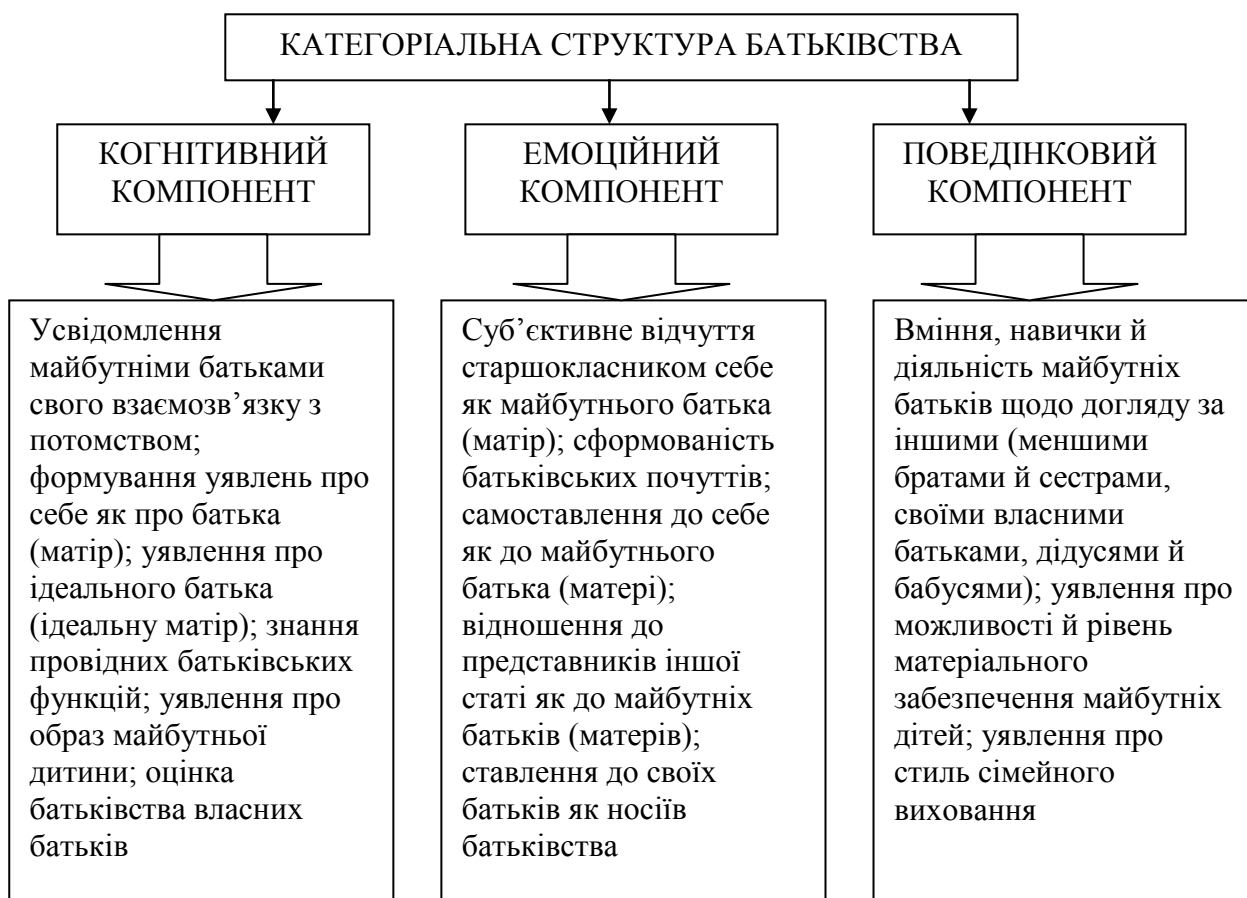 КАТЕГОРІАЛЬНА СТРУКТУРА БАТЬКІВСТВА
КОГНІТИВНИЙ
КОМПОНЕНТ
ЕМОЦІЙНИЙ
КОМПОНЕНТ
ПОВЕДІНКОВИЙ
КОМПОНЕНТ
Усвідомлення
майбутніми батьками
свого взаємозв’язку з
потомством;
формування уявлень про
себе як про батька
(матір); уявлення про
ідеального батька
(ідеальну матір); знання
провідних батьківських
функцій; уявлення про
образ майбутньої
дитини; оцінка
батьківства власних
батьків
Суб’єктивне відчуття
старшокласником себе
як майбутнього батька
(матір); сформованість
батьківських почуттів;
самоставлення до себе
як до майбутнього
батька (матері);
відношення до
представників іншої
статі як до майбутніх
батьків (матерів);
ставлення до своїх
батьків як носіїв
батьківства
Вміння, навички й
діяльність майбутніх
батьків щодо догляду за
іншими (меншими
братами й сестрами,
своїми власними
батьками, дідусями й
бабусями); уявлення про
можливості й рівень
матеріального
забезпечення майбутніх
дітей; уявлення про
стиль сімейного
виховання